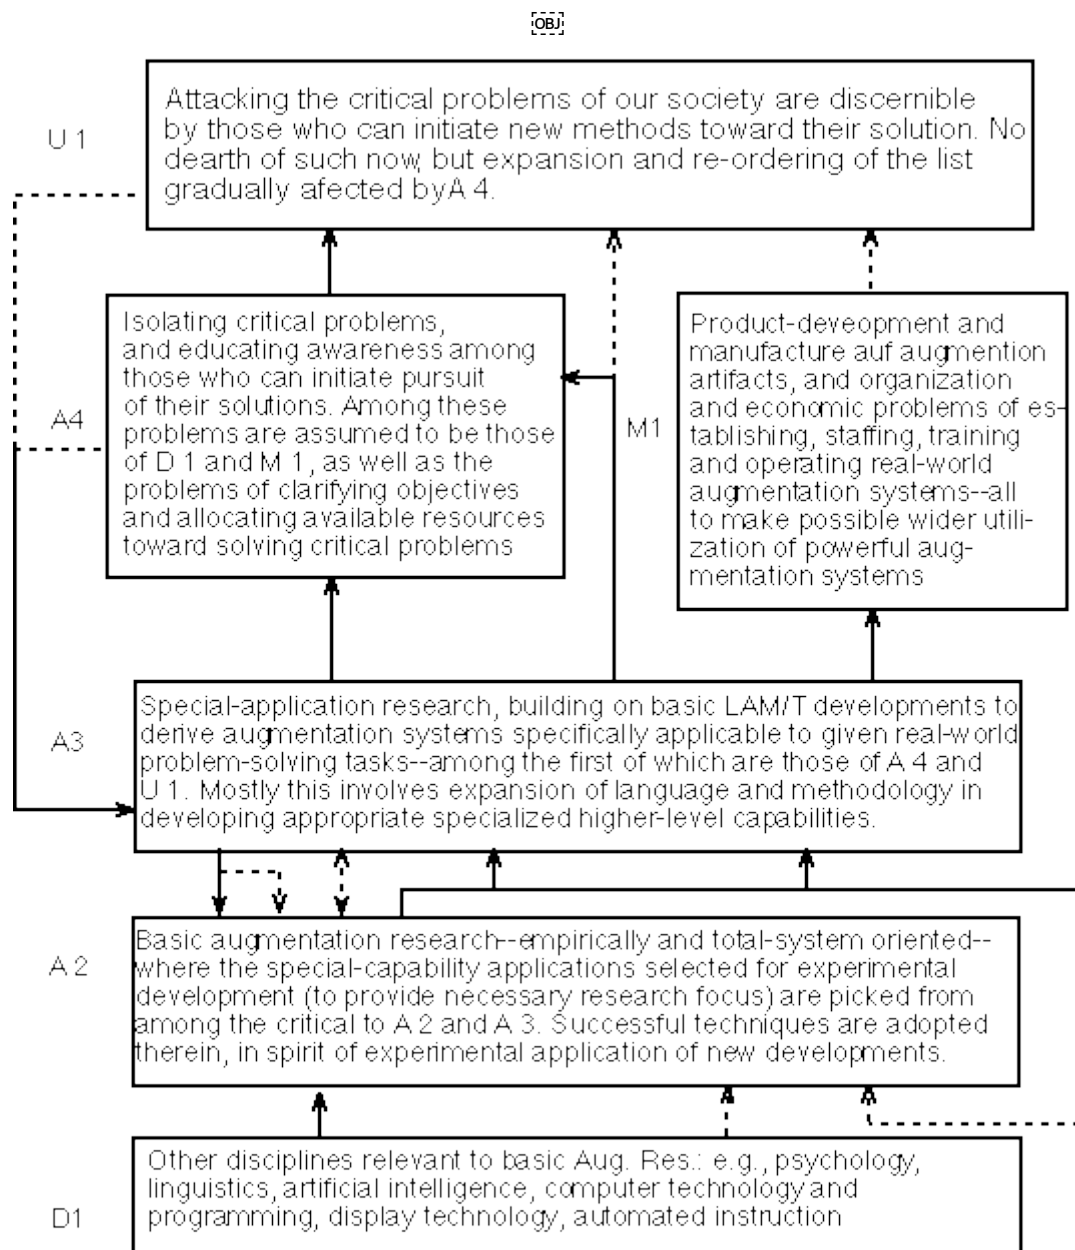 OBJ
U 1
Attacking the critical problems of our society are discernible
by those who can initiate new methods toward their solution. No
dearth of such now, but expansion and re-ordering of the list
gradually afected by A 4.
A4
Isolating critical problems,
and educating awareness among
those who can initiate pursuit
of their solutions. Among these
problems are assumed to be those
of D 1 and M 1, as well as the
problems of clarifying objectives
and allocating available resources
toward solving critical problems
M1
Product-deveopment and
manufacture auf augmention
artifacts, and organization
and economic problems of es-
tablishing, staffing, training
and operating real-world
augmentation systems--all
to make possible wider utili-
zation of powerful aug-
mentation systems
A3
Special-application research, building on basic LAM/T developments to
derive augmentation systems specifically applicable to given real-world
problem-solving tasks--among the first of which are those of A 4 and
U 1. Mostly this involves expansion of language and methodology in
developing appropriate specialized higher-level capabilities.
A 2
Basic augmentation research--empirically and total-system oriented--
where the special-capability applications selected for experimental
development (to provide necessary research focus) are picked from
among the critical to A 2 and A 3. Successful techniques are adopted
therein, in spirit of experimental application of new developments.
D1
Other disciplines relevant to basic Aug. Res.: e.g., psychology,
linguistics, artificial intelligence, computer technology and
programming, display technology, automated instruction